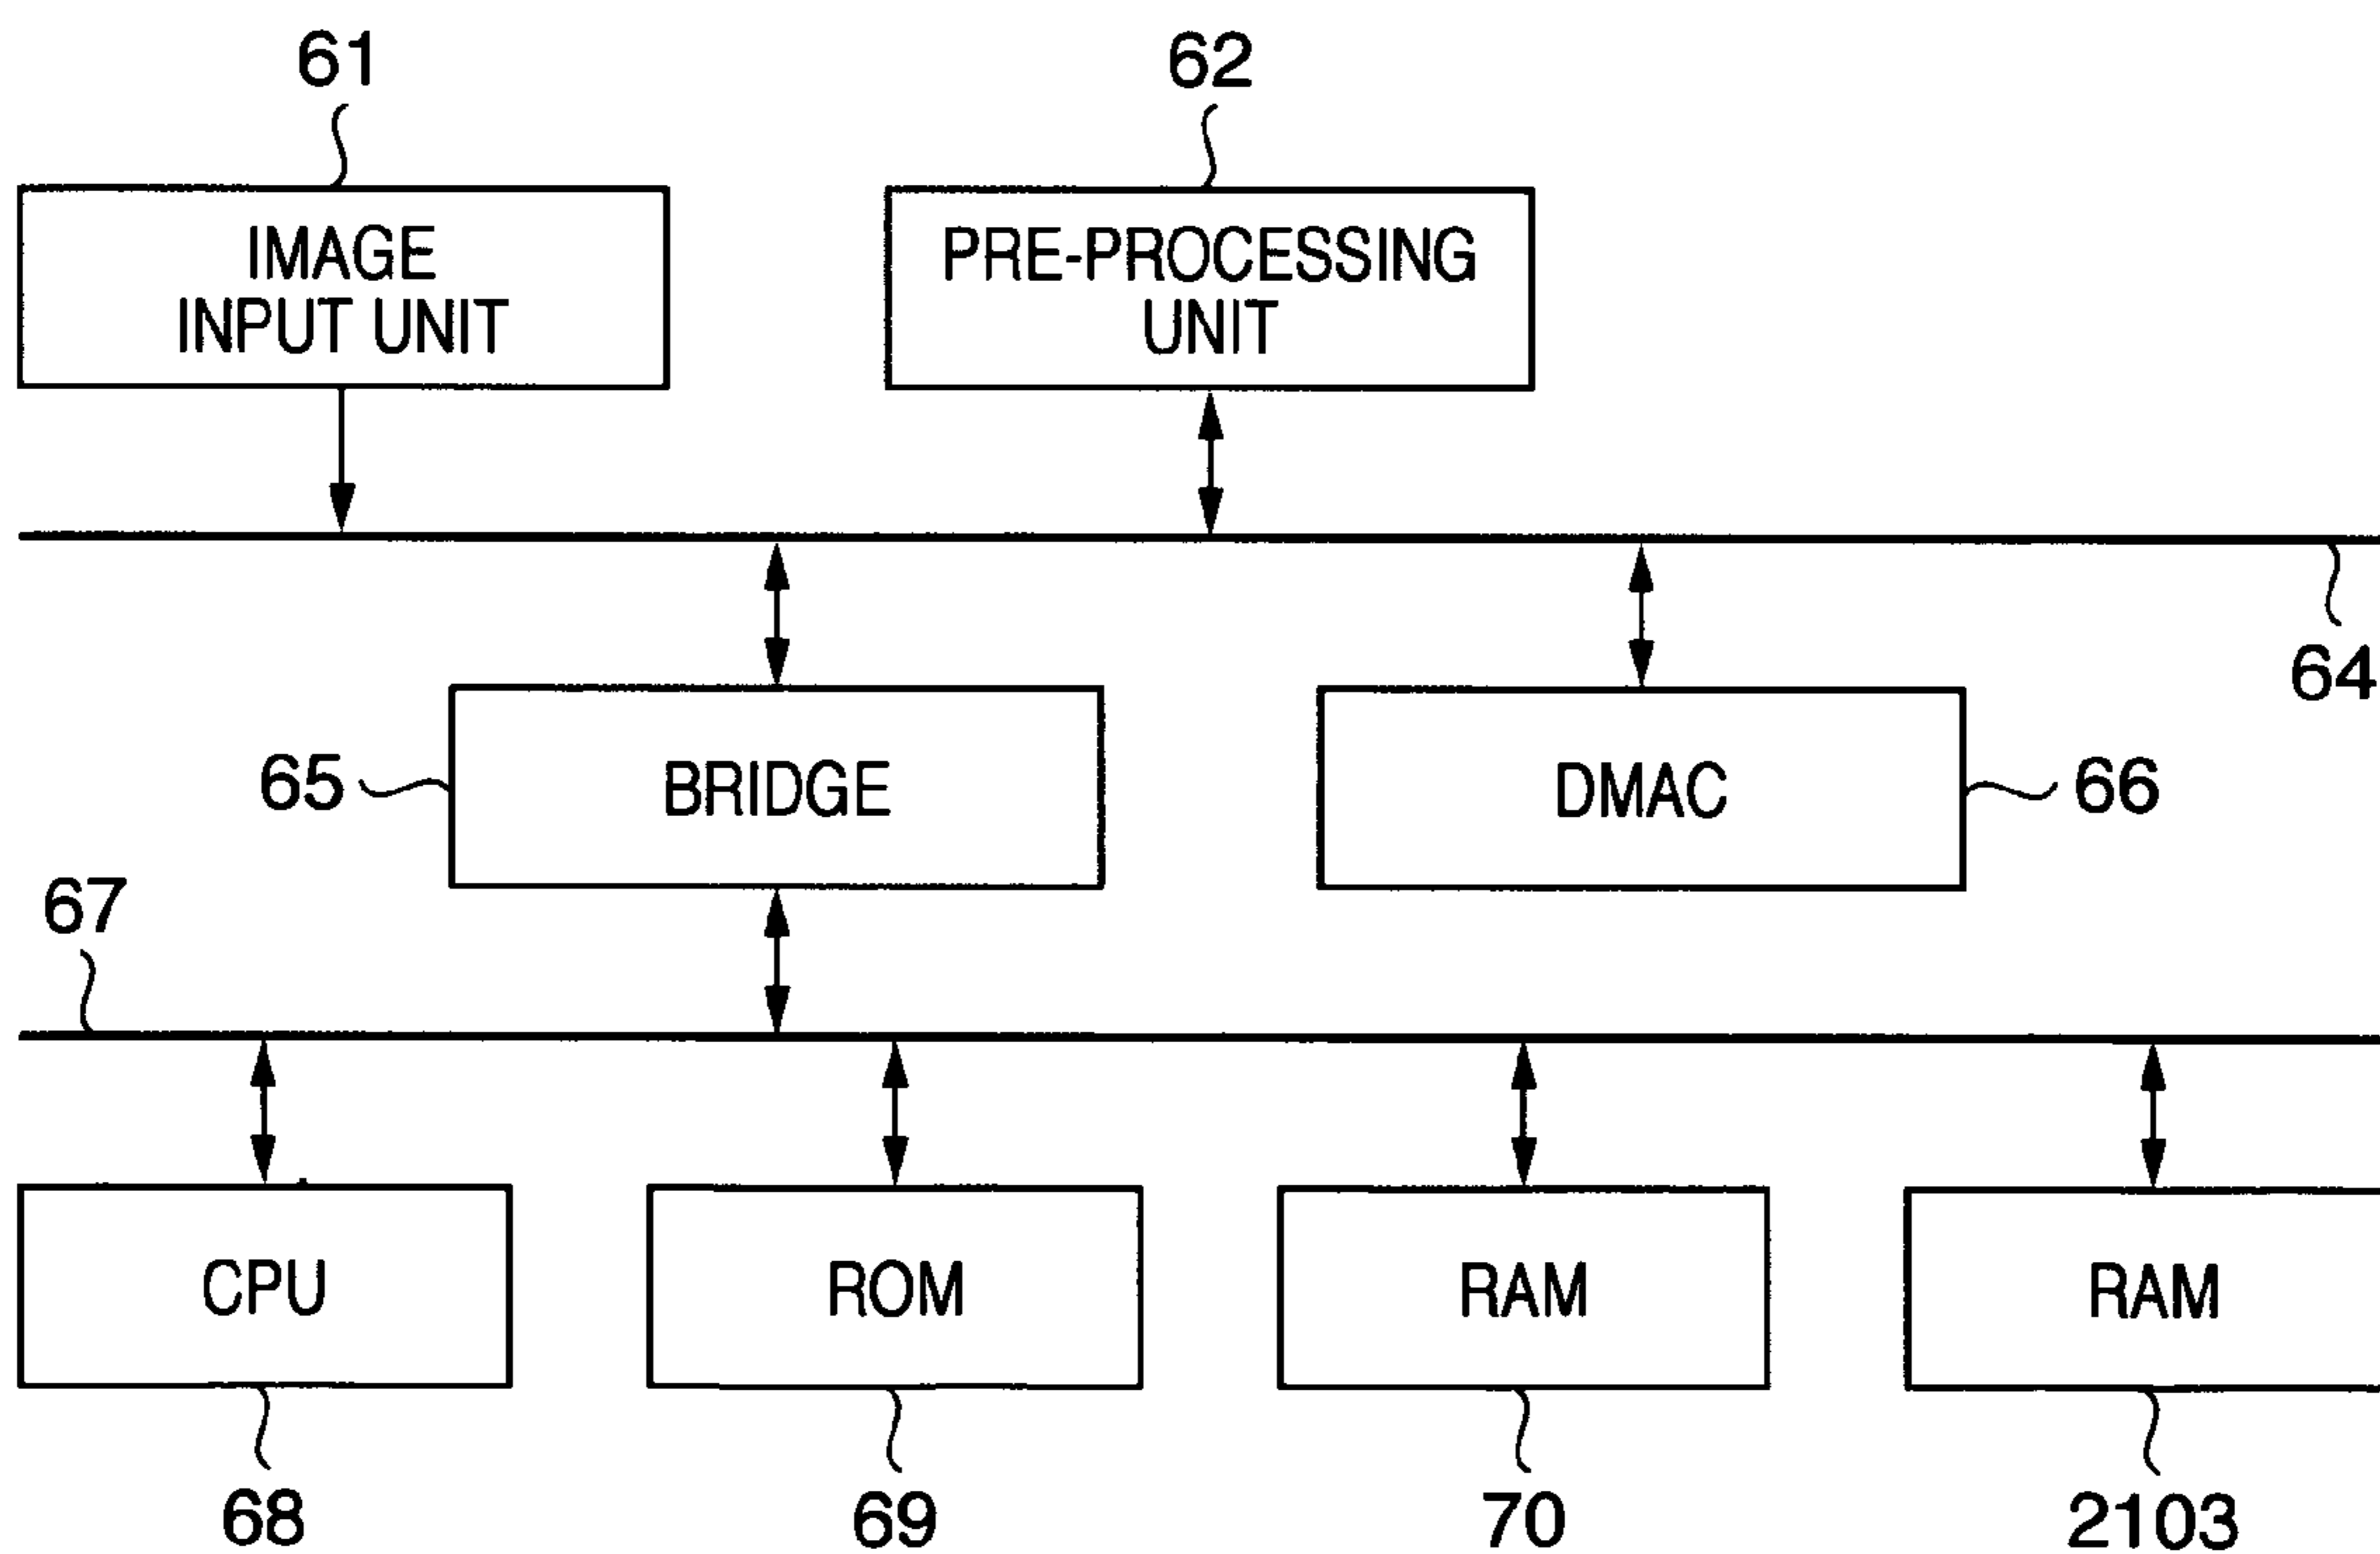 61
62
IMAGE
INPUT UNIT
PRE-PROCESSING
UNIT
64
65
BRIDGE
DMAC
66
67
CPU
ROM
RAM
RAM
68
69
70
2103